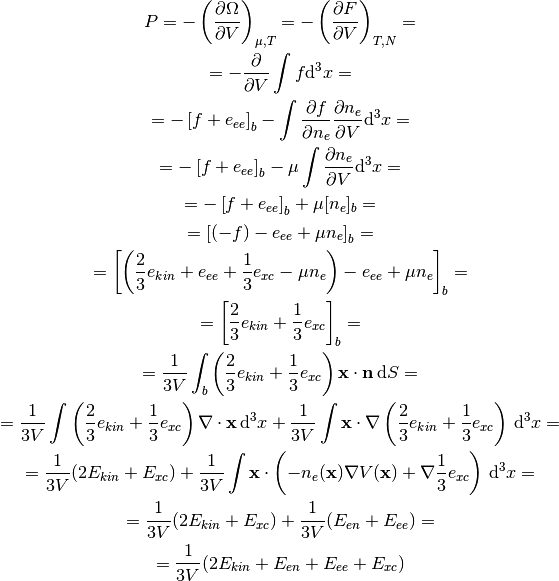 P = -\left(\frac{\partial \Omega}{\partial V}\right)_{\mu,T} = -\left(\frac{\partial F}{\partial V}\right)_{T,N} =
= -\frac{\partial}{\partial V} \int f \mathrm{d}^3 x =
= -\left[f + e_{ee}\right]_b - \int \frac{\partial f}{\partial n_e} \frac{\partial n_e}{\partial V} \mathrm{d}^3 x =
= -\left[f + e_{ee}\right]_b - \mu \int \frac{\partial n_e}{\partial V} \mathrm{d}^3 x =
= -\left[f + e_{ee}\right]_b + \mu [n_e]_b =
= \left[(-f) - e_{ee} + \mu n_e\right]_b =
= \left[\left(\frac{2}{3} e_{kin} + e_{ee} + \frac{1}{3} e_{xc} - \mu n_e\right) - e_{ee} + \mu n_e\right]_b =
= \left[\frac{2}{3} e_{kin} + \frac{1}{3} e_{xc}\right]_b =
= \frac{1}{3V} \int_b \left(\frac{2}{3} e_{kin} + \frac{1}{3} e_{xc}\right) \mathbf{x} \cdot \mathbf{n} \, \mathrm{d}S =
= \frac{1}{3V} \int \left(\frac{2}{3} e_{kin} + \frac{1}{3} e_{xc}\right) \nabla \cdot \mathbf{x} \, \mathrm{d}^3 x + \frac{1}{3V} \int \mathbf{x} \cdot \nabla \left(\frac{2}{3} e_{kin} + \frac{1}{3} e_{xc}\right) \mathrm{d}^3 x =
= \frac{1}{3V} (2E_{kin} + E_{xc}) + \frac{1}{3V} \int \mathbf{x} \cdot \left(-n_e(\mathbf{x}) \nabla V(\mathbf{x}) + \nabla \frac{1}{3} e_{xc}\right) \mathrm{d}^3 x =
= \frac{1}{3V} (2E_{kin} + E_{xc}) + \frac{1}{3V} (E_{en} + E_{ee}) =
= \frac{1}{3V} (2E_{kin} + E_{en} + E_{ee} + E_{xc})